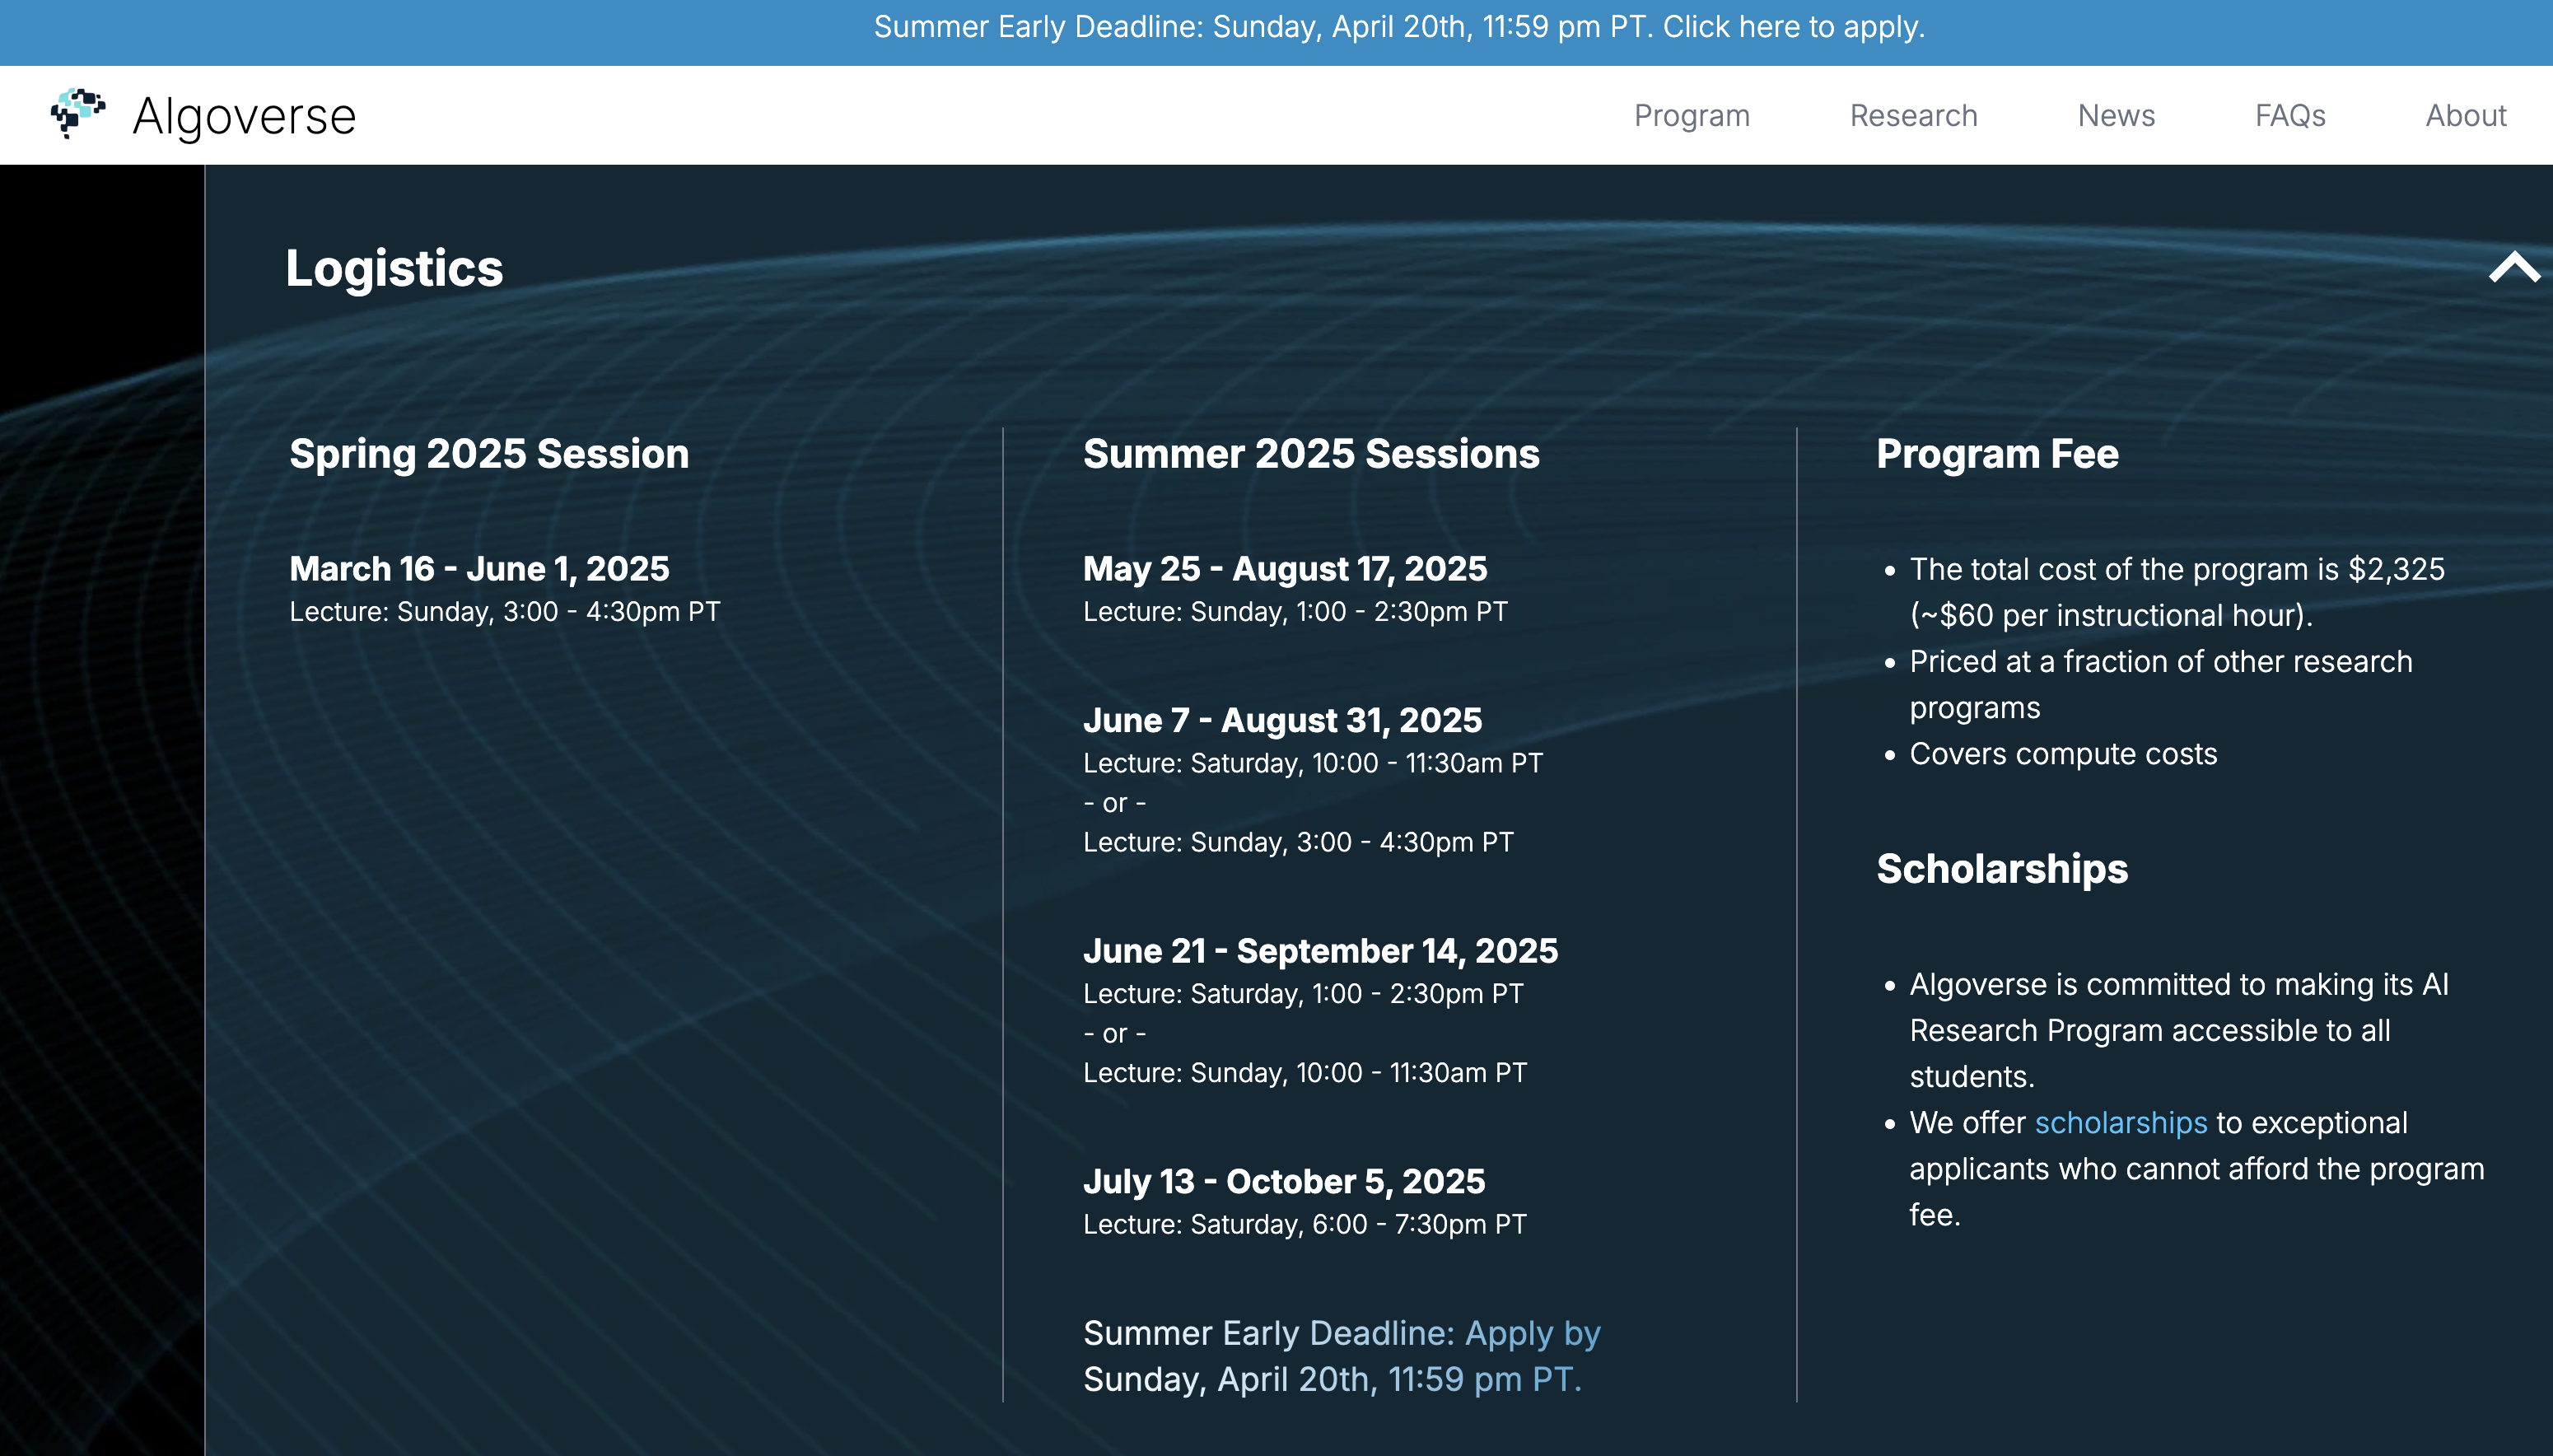 Summer Early Deadline: Sunday, April 20th, 11:59 pm PT. Click here to apply.
Algoverse
Program
Research
News
FAQs
About
Logistics
Spring 2025 Session
March 16 - June 1, 2025
Lecture: Sunday, 3:00 - 4:30pm PT
Summer 2025 Sessions
May 25 - August 17, 2025
Lecture: Sunday, 1:00 - 2:30pm PT
June 7 - August 31, 2025
Lecture: Saturday, 10:00 - 11:30am PT
- or -
Lecture: Sunday, 3:00 - 4:30pm PT
June 21 - September 14, 2025
Lecture: Saturday, 1:00 - 2:30pm PT
- or -
Lecture: Sunday, 10:00 - 11:30am PT
July 13 - October 5, 2025
Lecture: Saturday, 6:00 - 7:30pm PT
Summer Early Deadline: Apply by
Sunday, April 20th, 11:59 pm PT.
Program Fee
• The total cost of the program is $2,325
(~$60 per instructional hour).
• Priced at a fraction of other research
programs
• Covers compute costs
Scholarships
• Algoverse is committed to making its AI
Research Program accessible to all
students.
• We offer scholarships to exceptional
applicants who cannot afford the program
fee.